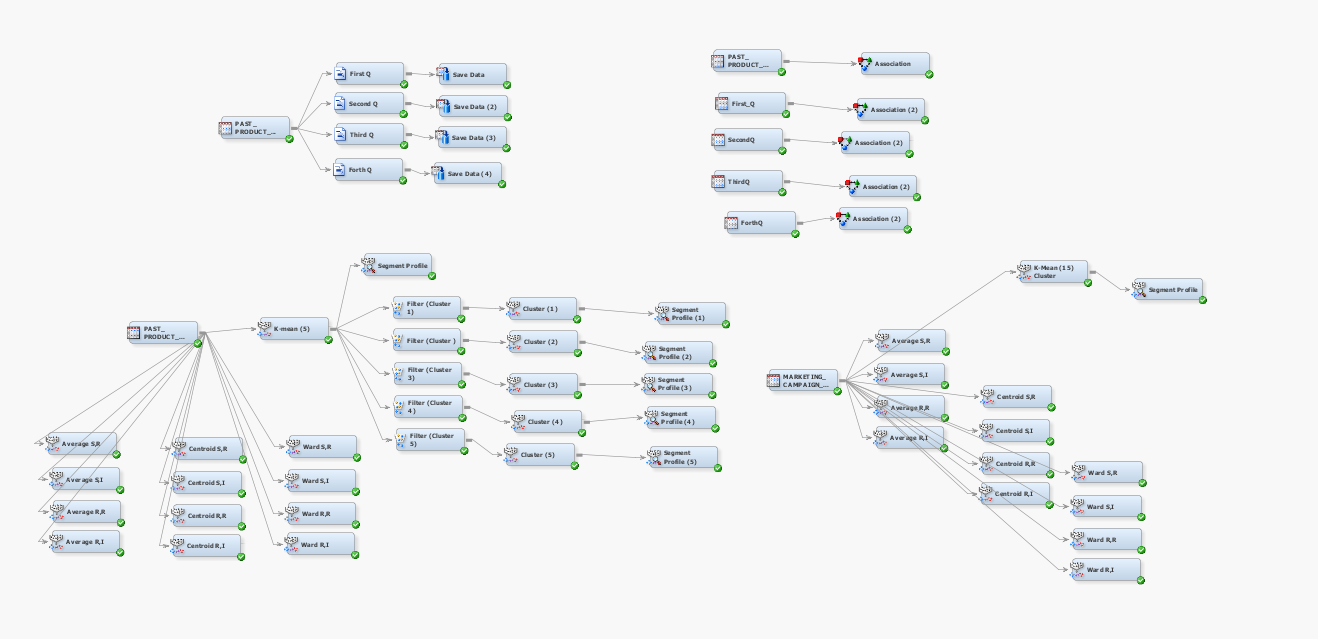 PAST_
PRODUCT_...
First Q
Second Q
Third Q
Forth Q
Save Data
Save Data (2)
Save Data (3)
Save Data (4)
PAST_
PRODUCT_...
Association
First_Q
Association (2)
SecondQ
Association (2)
ThirdQ
Association (2)
ForthQ
Association (2)
PAST_
PRODUCT_...
K-mean (5)
Segment Profile
Filter (Cluster
1)
Cluster (1)
Segment
Profile (1)
Filter (Cluster )
Cluster (2)
Segment
Profile (2)
Filter (Cluster
3)
Cluster (3)
Segment
Profile (3)
Filter (Cluster
4)
Cluster (4)
Segment
Profile (4)
Filter (Cluster
5)
Cluster (5)
Segment
Profile (5)
Average S,R
Average S,I
Average R,R
Average R,I
Centroid S,R
Centroid S,I
Centroid R,R
Centroid R,I
Ward S,R
Ward S,I
Ward R,R
Ward R,I
MARKETING_
CAMPAIGN_...
K-Mean (15)
Cluster
Segment Profile
Average S,R
Average S,I
Average R,R
Average R,I
Centroid S,R
Centroid S,I
Centroid R,R
Centroid R,I
Ward S,R
Ward S,I
Ward R,R
Ward R,I